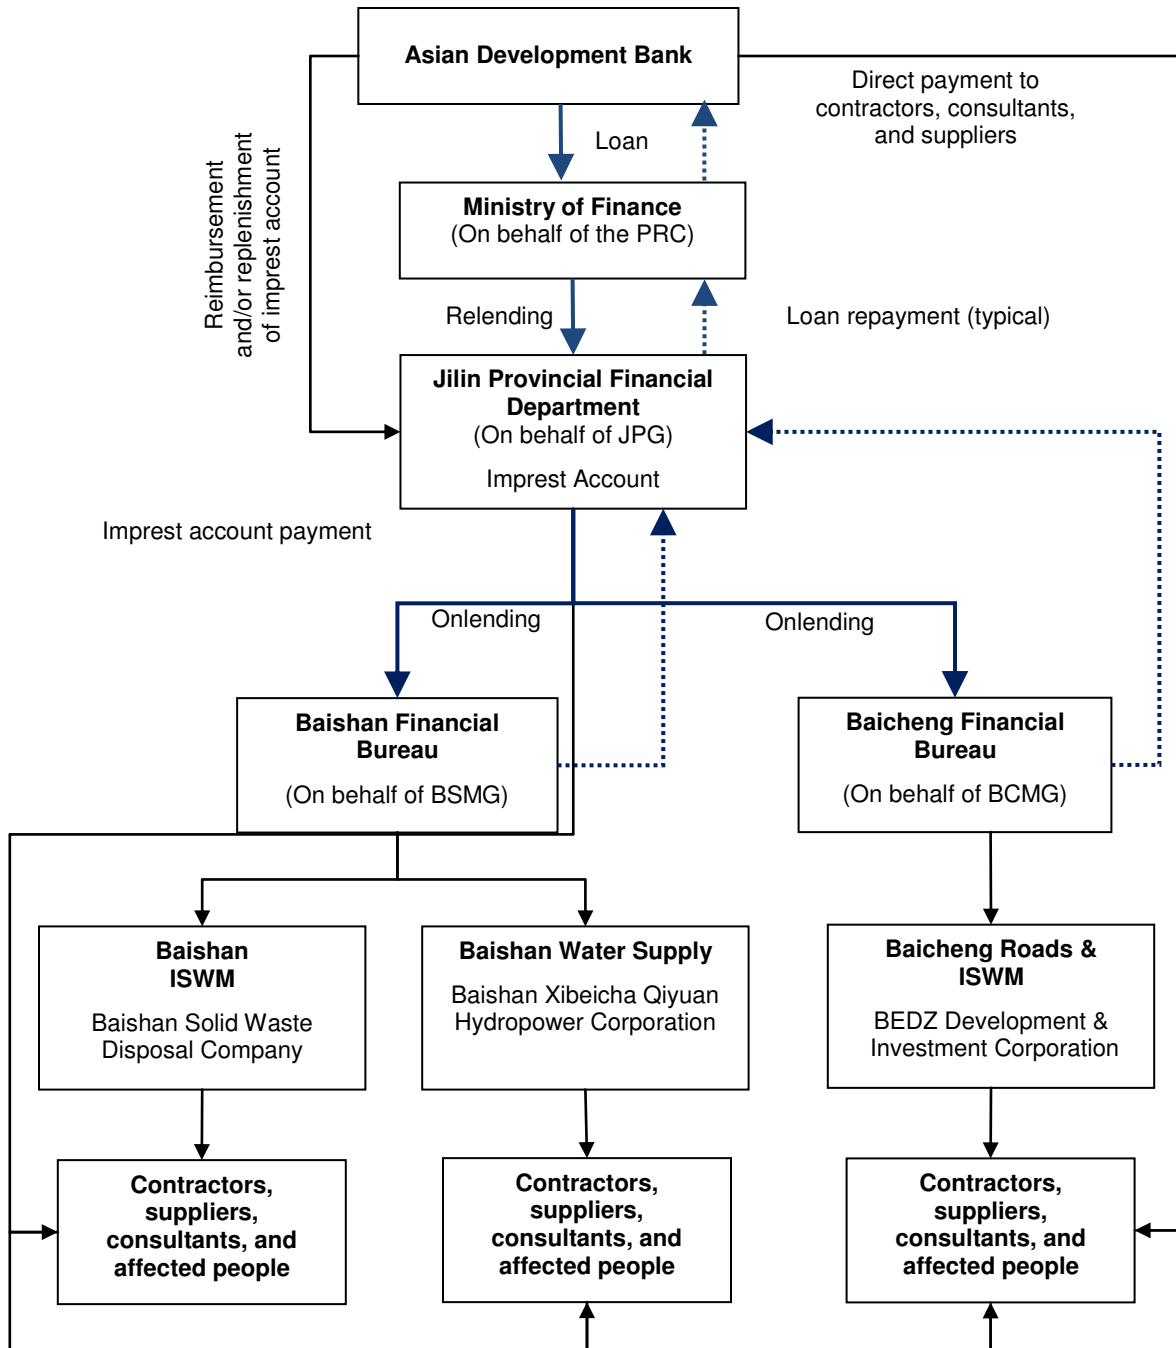 Asian Development Bank
Direct payment to
contractors, consultants,
and suppliers
Loan
Reimbursement
and/or replenishment
of imprest account
Ministry of Finance
(On behalf of the PRC)
Relending
Loan repayment (typical)
Jilin Provincial Financial
Department
(On behalf of JPG)
Imprest Account
Imprest account payment
Onlending
Onlending
Baishan Financial
Bureau
(On behalf of BSMG)
Baicheng Financial
Bureau
(On behalf of BCMG)
Baishan
ISWM
Baishan Solid Waste
Disposal Company
Baishan Water Supply
Baishan Xibeicha Qiyuan
Hydropower Corporation
Baicheng Roads &
ISWM
BEDZ Development &
Investment Corporation
Contractors,
suppliers,
consultants, and
affected people
Contractors,
suppliers,
consultants, and
affected people
Contractors,
suppliers,
consultants, and
affected people